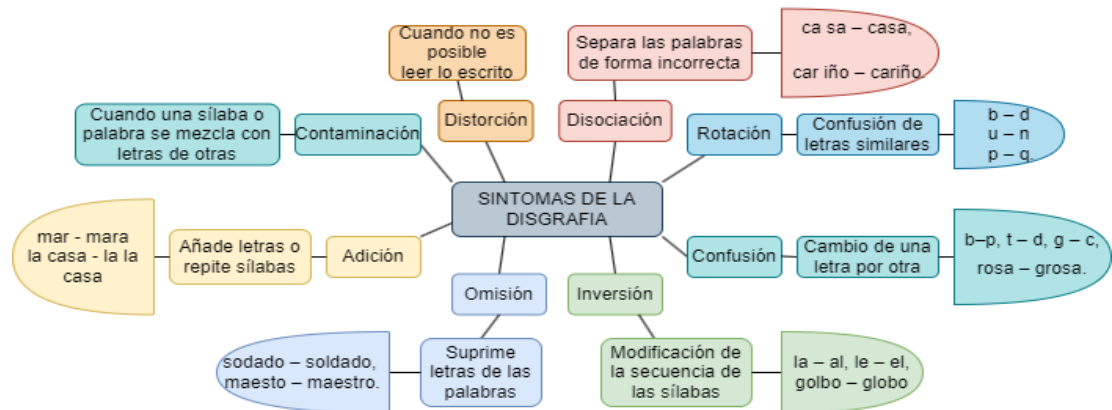 SINTOMAS DE LA
DISGRAFIA
Distorción
Cuando no es
posible
leer lo escrito
Disociación
Separa las palabras
de forma incorrecta
ca sa – casa,
car iño – cariño.
Rotación
Confusión de
letras similares
b – d
u – n
p – q.
Confusión
Cambio de una
letra por otra
b–p, t – d, g – c,
rosa – grosa.
Inversión
Modificación de
la secuencia de
las sílabas
la – al, le – el,
golbo – globo
Omisión
Suprime
letras de las
palabras
sodado – soldado,
maesto – maestro.
Adición
Añade letras o
repite sílabas
mar - mara
la casa - la la
casa
Contaminación
Cuando una sílaba o
palabra se mezcla con
letras de otras